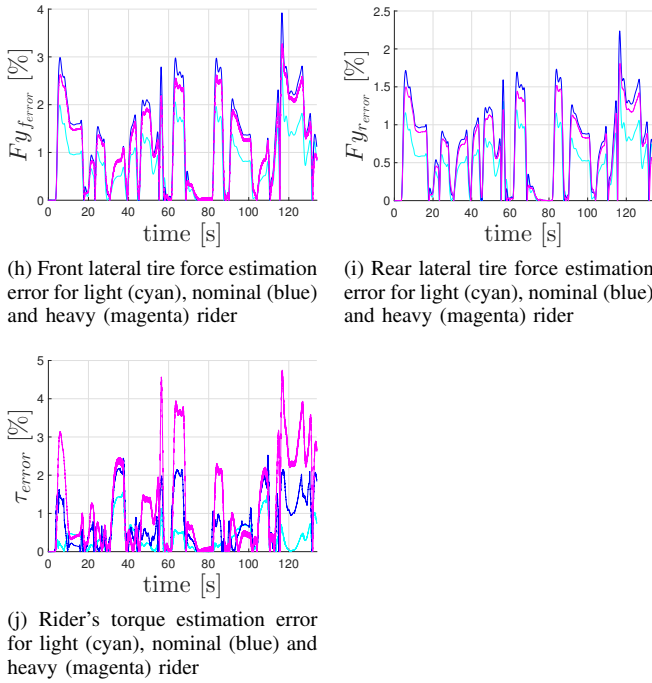 4
3
2
1
0
Fy_{f_{error}} [%]
0 20 40 60 80 100 120
time [s]
(h) Front lateral tire force estimation
error for light (cyan), nominal (blue)
and heavy (magenta) rider
2.5
2
1.5
1
0.5
0
Fy_{r_{error}} [%]
0 20 40 60 80 100 120
time [s]
(i) Rear lateral tire force estimation
error for light (cyan), nominal (blue)
and heavy (magenta) rider
5
4
3
2
1
0
τ_{error} [%]
0 20 40 60 80 100 120
time [s]
(j) Rider's torque estimation error
for light (cyan), nominal (blue) and
heavy (magenta) rider